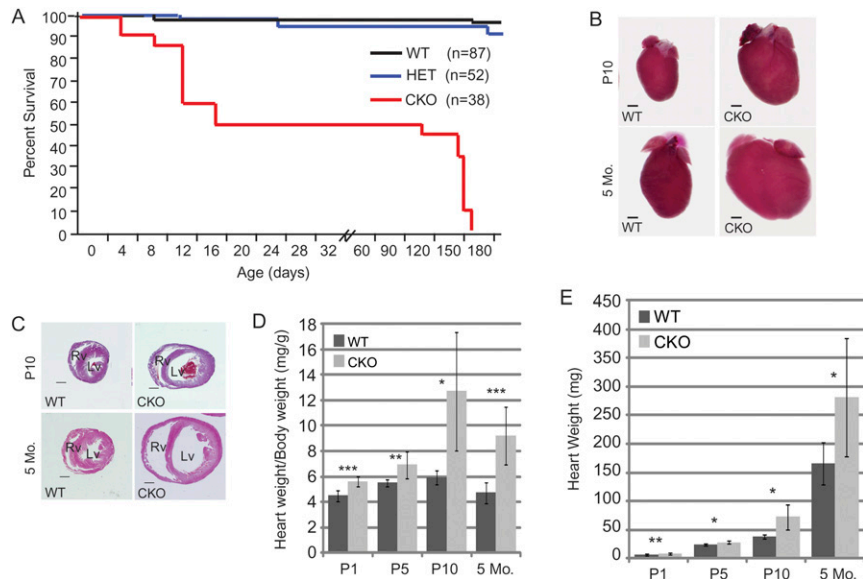 A
Percent Survival
100
90
80
70
60
50
60
70
80
90
0
WT (n=87)
HET (n=52)
CKO (n=38)
0 4 8 12 16 20 24 28 32 60 90 120 150 180
Age (days)
B
P10
WT
CKO
5 Mo.
WT
CKO
C
P10
Rv Lv
WT
Rv Lv
CKO
5 Mo.
Rv Lv
WT
Rv Lv
CKO
D
Heart weight/Body weight (mg/g)
18
16
14
12
10
8
6
4
2
0
WT
CKO
***
**
*
***
P1 P5 P10 5 Mo.
E
Heart Weight (mg)
450
400
350
300
250
200
150
100
50
0
WT
CKO
**
*
*
*
P1 P5 P10 5 Mo.